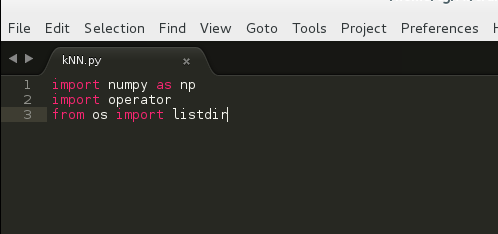 File Edit Selection Find View Goto Tools Project Preferences
kNN.py ×
1 import numpy as np
2 import operator
3 from os import listdir